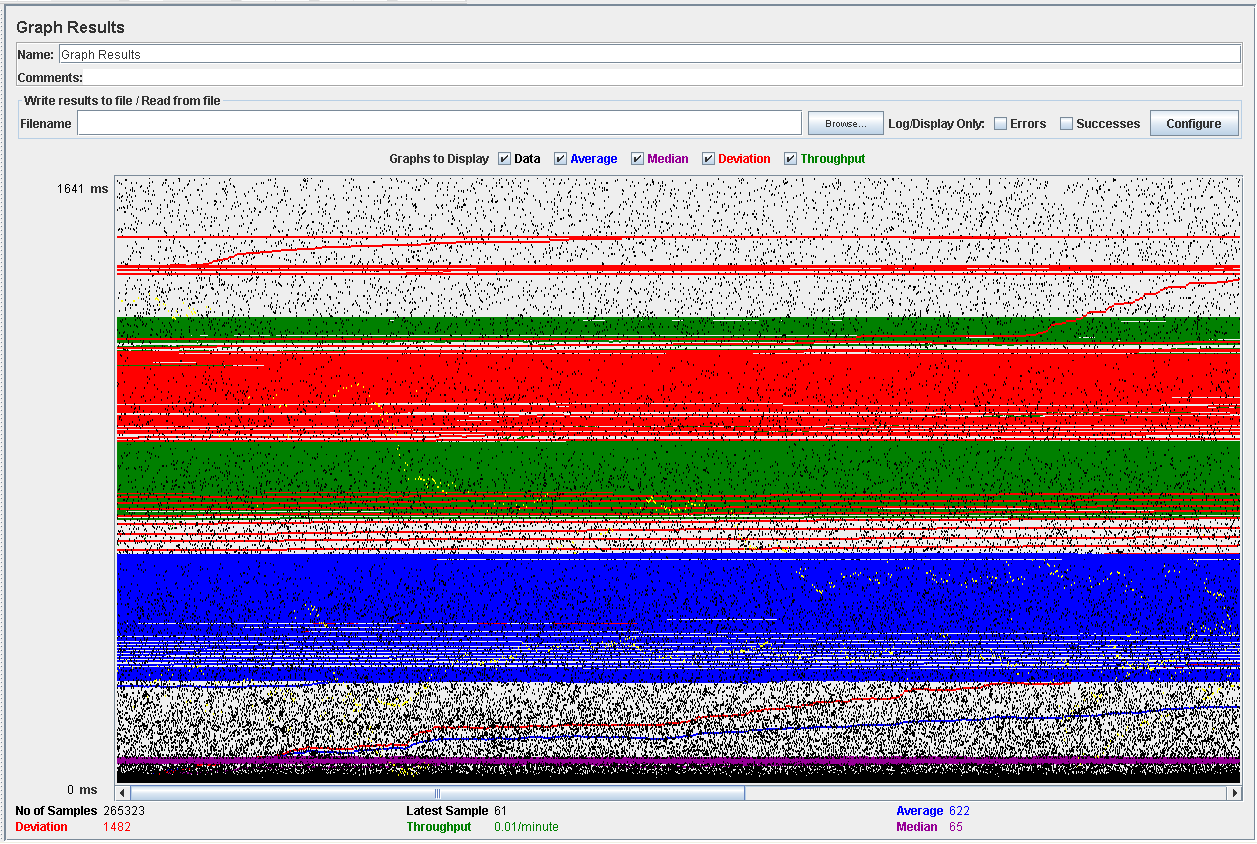 Graph Results
Name: Graph Results
Comments:
Write results to file / Read from file
Filename Browse... Log/Display Only: Errors Successes Configure
Graphs to Display Data Average Median Deviation Throughput
1641 ms
0 ms
No of Samples 265323 Latest Sample 61 Average 622
Deviation 1482 Throughput 0.01/minute Median 65